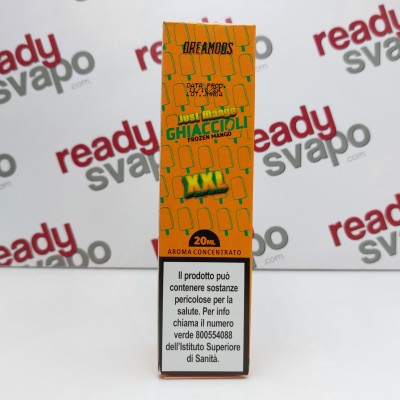 DREAMODS
DATA PROD.
Just Mango
GHIACCIOLI
FROZEN MANGO
XXL
20ML
AROMA CONCENTRATO
Il prodotto può
contenere sostanze
pericolose per la
salute. Per info
chiama il numero
verde 800554088
dell'Istituto Superiore
di Sanità.
ready
svapo
ready
svapo
ready
svapo
ready
svapo
ready
svapo